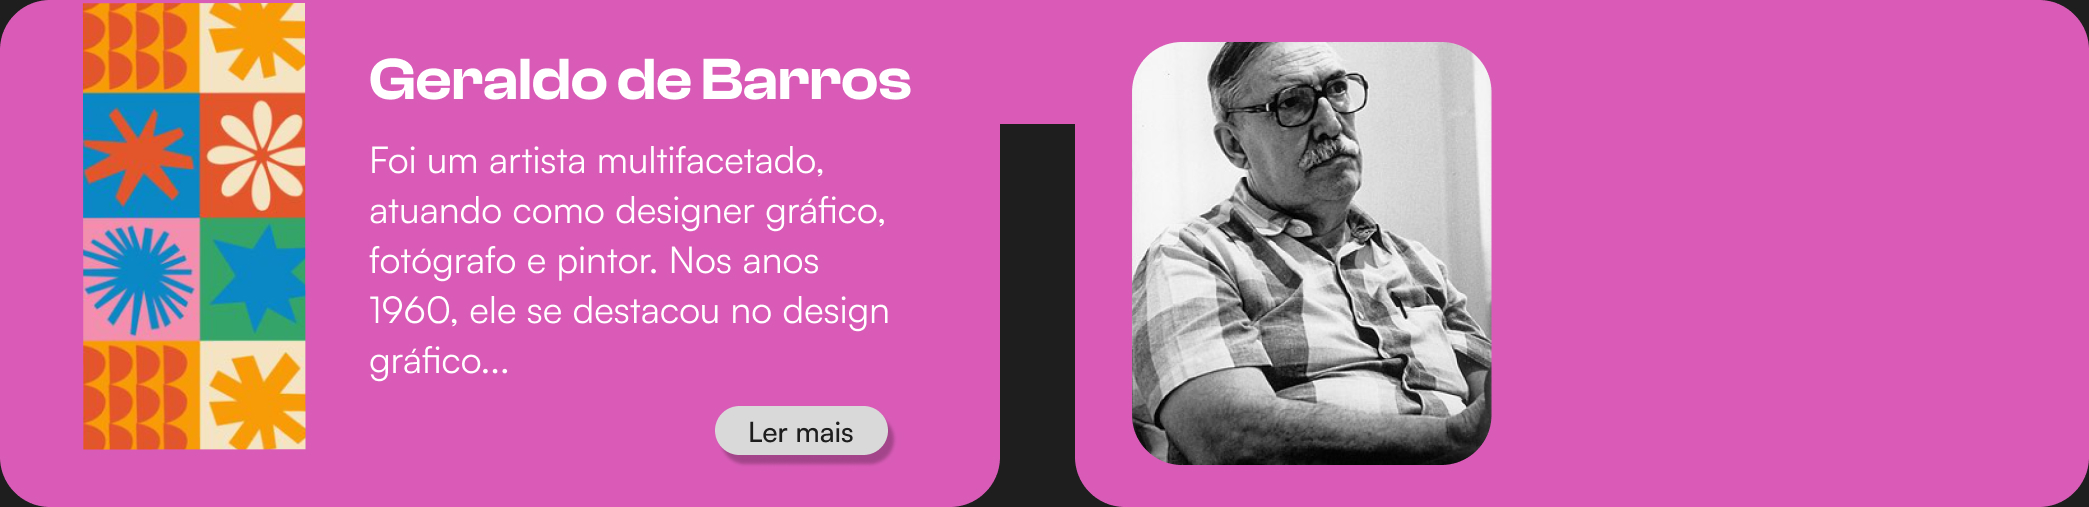 Geraldo de Barros
Foi um artista multifacetado,
atuando como designer gráfico,
fotógrafo e pintor. Nos anos
1960, ele se destacou no design
gráfico...
Ler mais